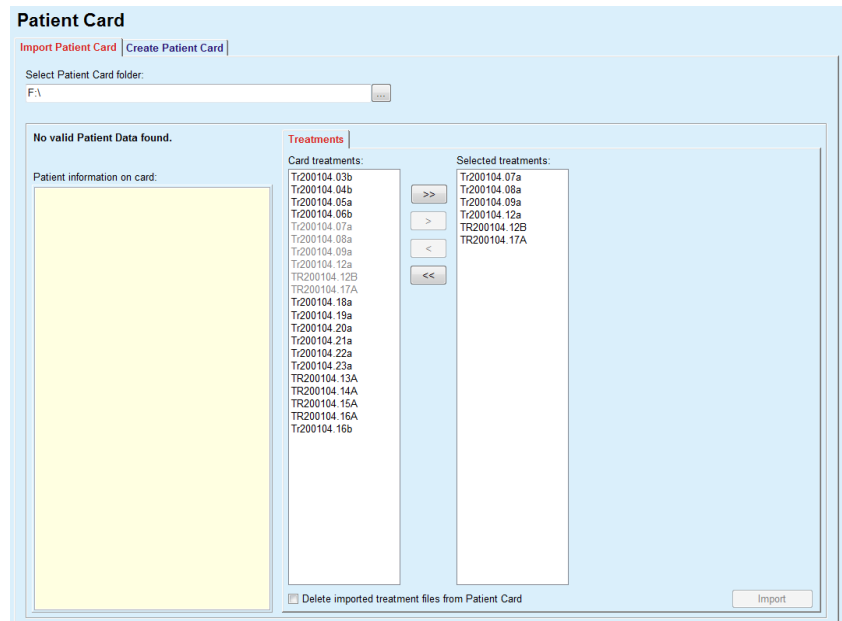 Patient Card
Import Patient Card
Create Patient Card
Select Patient Card folder:
F:\
...
No valid Patient Data found.
Patient information on card:
Treatments
Card treatments:
Tr200104.03b
Tr200104.04b
Tr200104.05a
Tr200104.06b
Tr200104.07a
Tr200104.08a
Tr200104.09a
Tr200104.12a
TR200104.12B
TR200104.17A
Tr200104.18a
Tr200104.19a
Tr200104.20a
Tr200104.21a
Tr200104.22a
Tr200104.23a
TR200104.13A
TR200104.14A
TR200104.15A
TR200104.16A
Tr200104.16b
>>
>
<
<<
Selected treatments:
Tr200104.07a
Tr200104.08a
Tr200104.09a
Tr200104.12a
TR200104.12B
TR200104.17A
Delete imported treatment files from Patient Card
Import